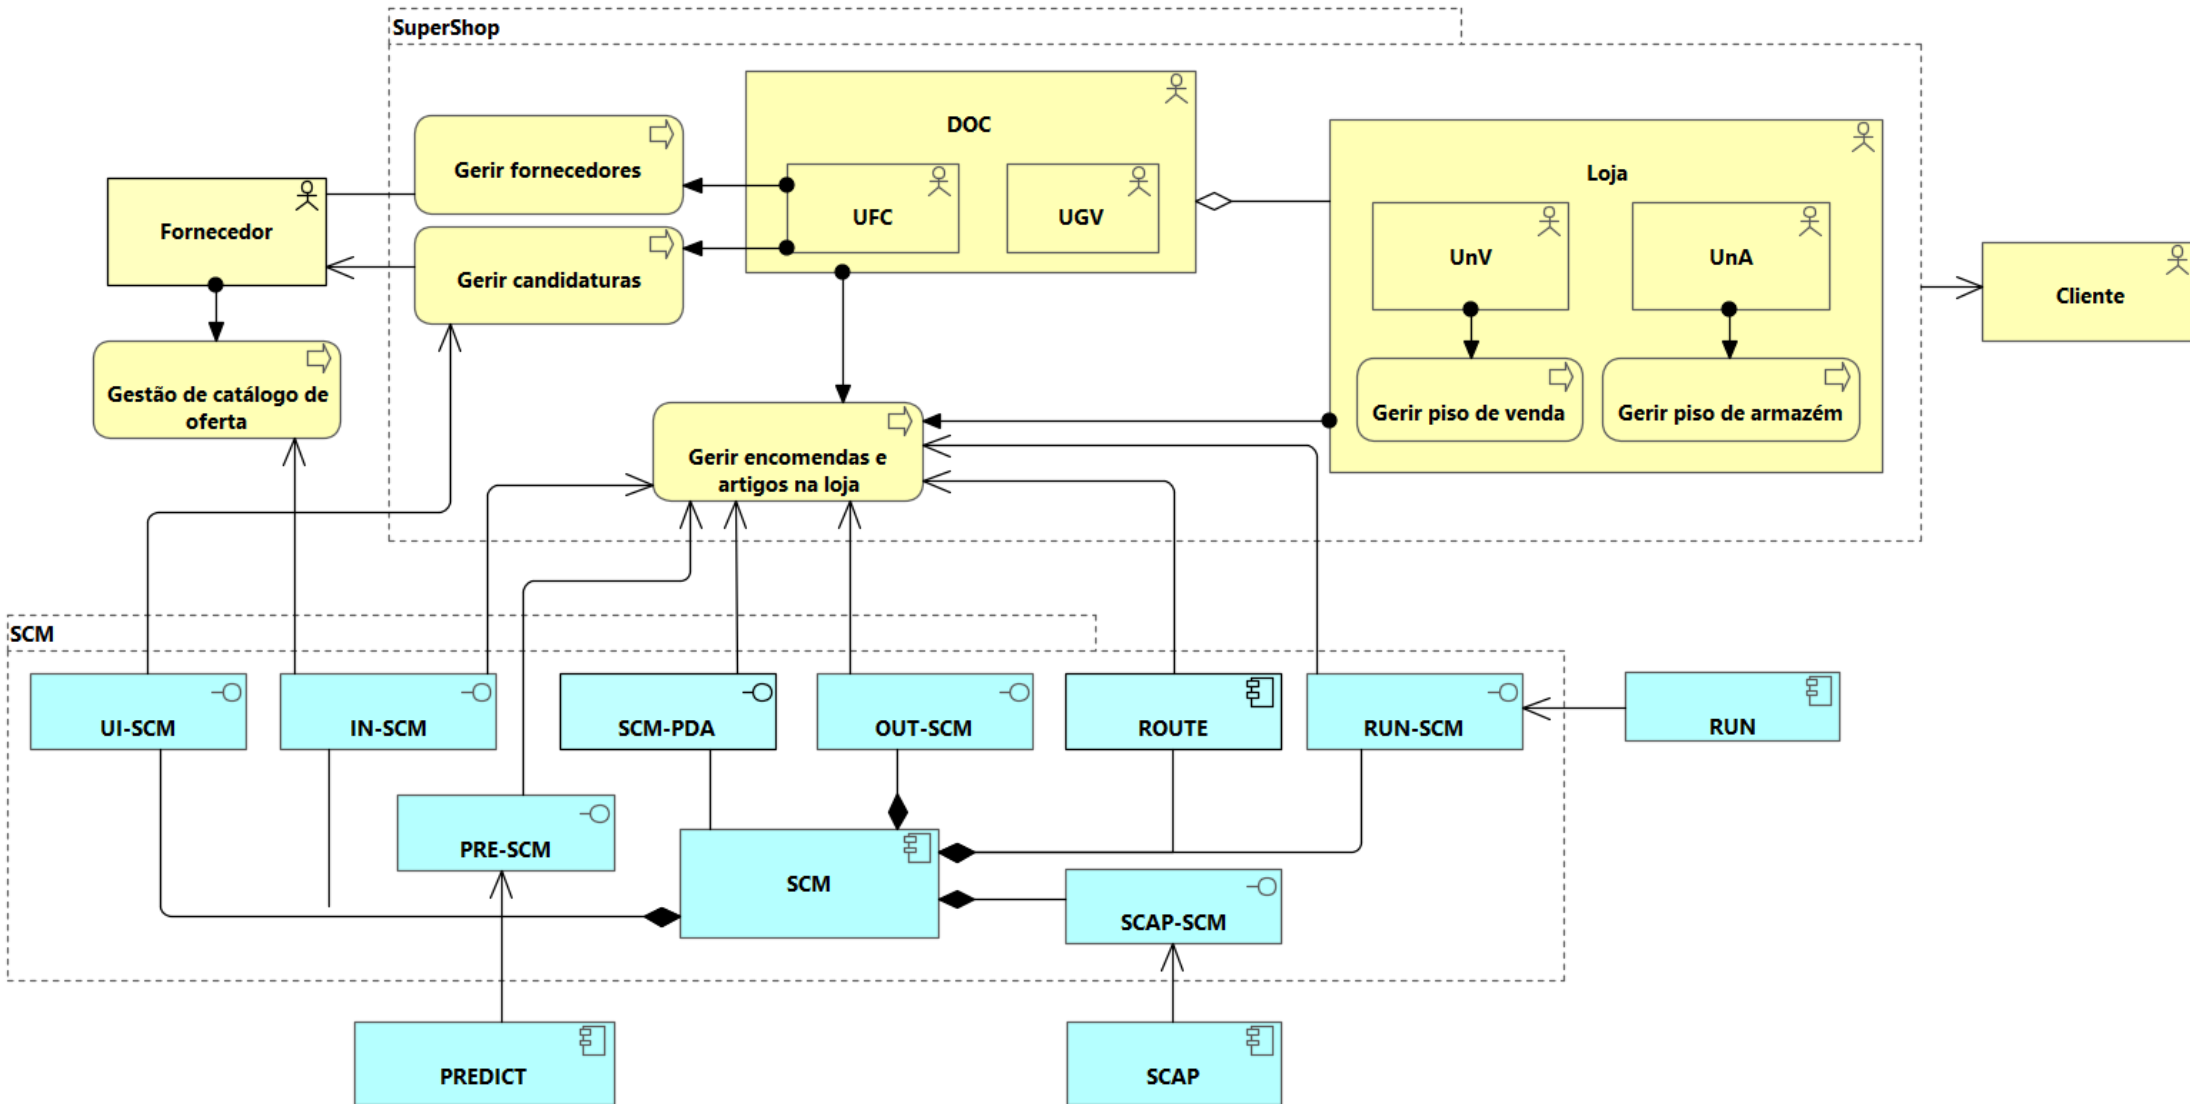 SuperShop
DOC
Gerir fornecedores
Loja
UFC
UGV
Fornecedor
UnV
UnA
Gerir candidaturas
Cliente
Gestão de catálogo de
oferta
Gerir piso de venda
Gerir piso de armazém
Gerir encomendas e
artigos na loja
SCM
UI-SCM
IN-SCM
SCM-PDA
OUT-SCM
ROUTE
RUN-SCM
RUN
PRE-SCM
SCM
SCAP-SCM
PREDICT
SCAP